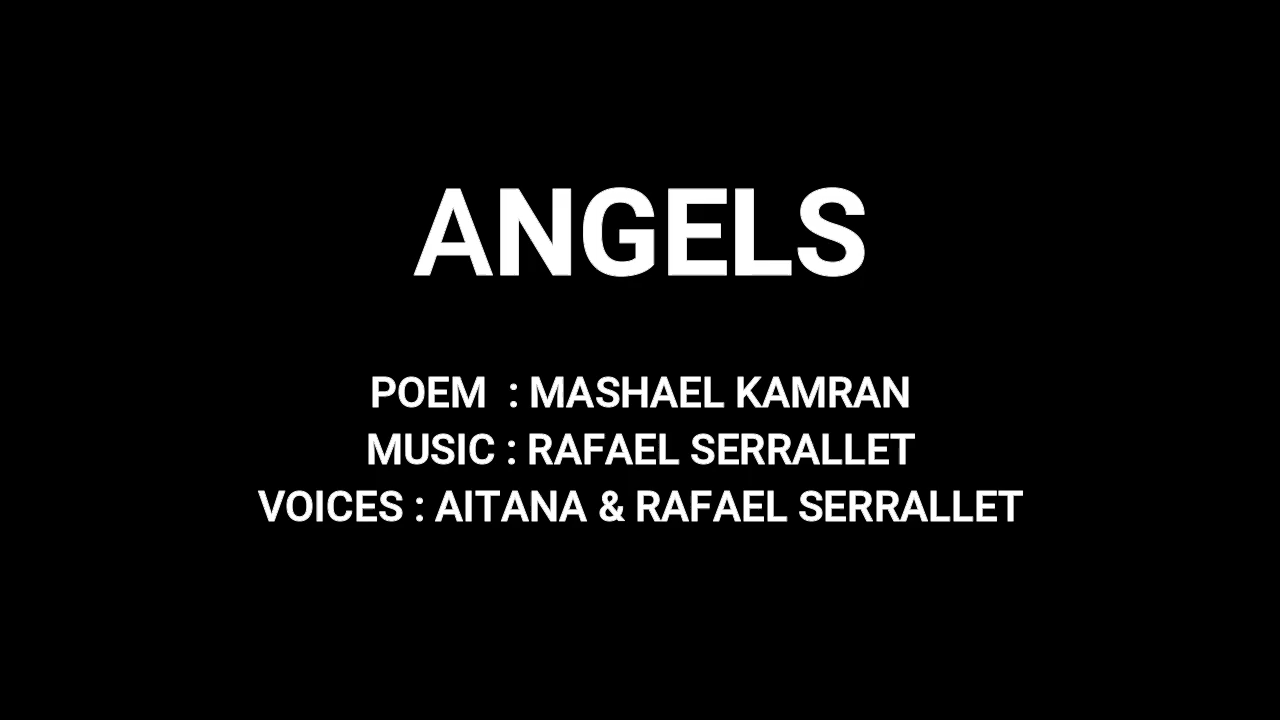 ANGELS
POEM  : MASHAEL KAMRAN
MUSIC : RAFAEL SERRALLET
VOICES : AITANA & RAFAEL SERRALLET